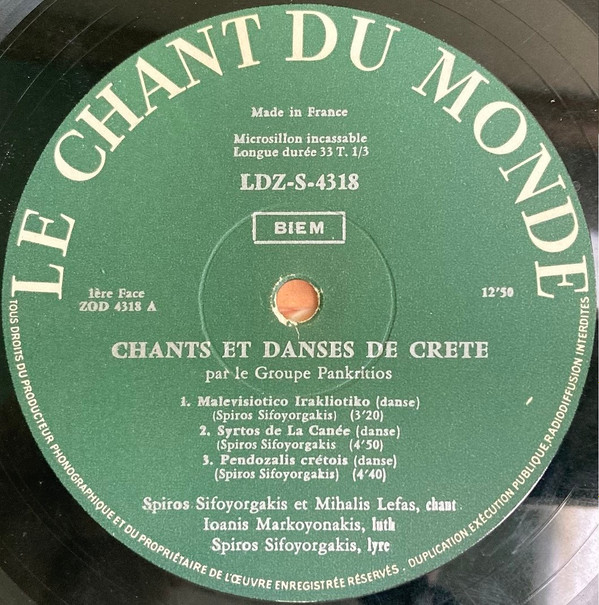 LE CHANT DU MONDE
Made in France
Microsillon incassable
Longue durée 33 T. 1/3
LDZ-S-4318
BIEM
1ère Face
ZOD 4318 A
12'50
CHANTS ET DANSES DE CRETE
par le Groupe Pankritios
1. Malevisiotico Irakliotiko (danse)
(Spiros Sifoyorgakis) (3'20)
2. Syrtos de La Canée (danse)
(Spiros Sifoyorgakis (4'50)
3. Pendozalis crétois (danse)
(Spiros Sifoyorgakis) (4'40)
Spiros Sifoyorgakis et Mihalis Lefas, chant
Ioanis Markoyonakis, luth
Spiros Sifoyorgakis, lyre
TOUS DROITS DU PRODUCTEUR PHONOGRAPHIQUE ET DU PROPRIÉTAIRE DE L'ŒUVRE ENREGISTRÉE RÉSERVÉS . DUPLICATION EXÉCUTION PUBLIQUE, RADIODIFFUSION INTERDITES